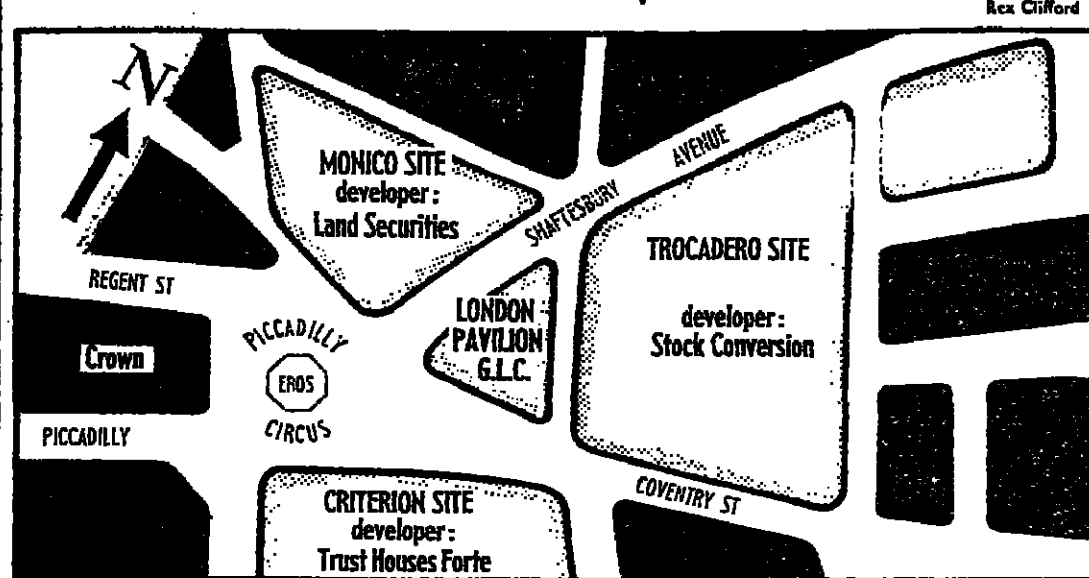 Rex Clifford
N
MONICO SITE
developer:
Land Securities
SHAFTESBURY AVENUE
TROCADERO SITE
developer:
Stock Conversion
REGENT ST
LONDON
PAVILION
G.L.C.
Crown
PICCADILLY
EROS
CIRCUS
PICCADILLY
COVENTRY ST
CRITERION SITE
developer:
Trust Houses Forte